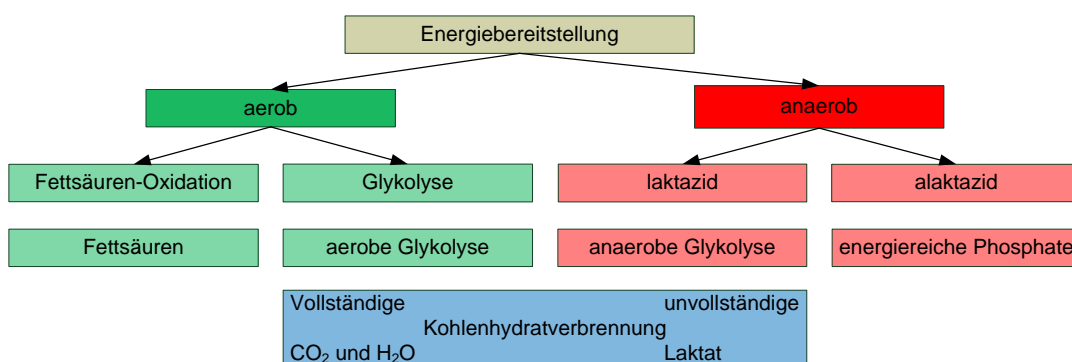 Energiebereitstellung
aerob
anaerob
Fettsäuren-Oxidation
Glykolyse
laktazid
alaktazid
Fettsäuren
aerobe Glykolyse
anaerobe Glykolyse
energiereiche Phosphate
Vollständige unvollständige
Kohlenhydratverbrennung
CO₂ und H₂O Laktat